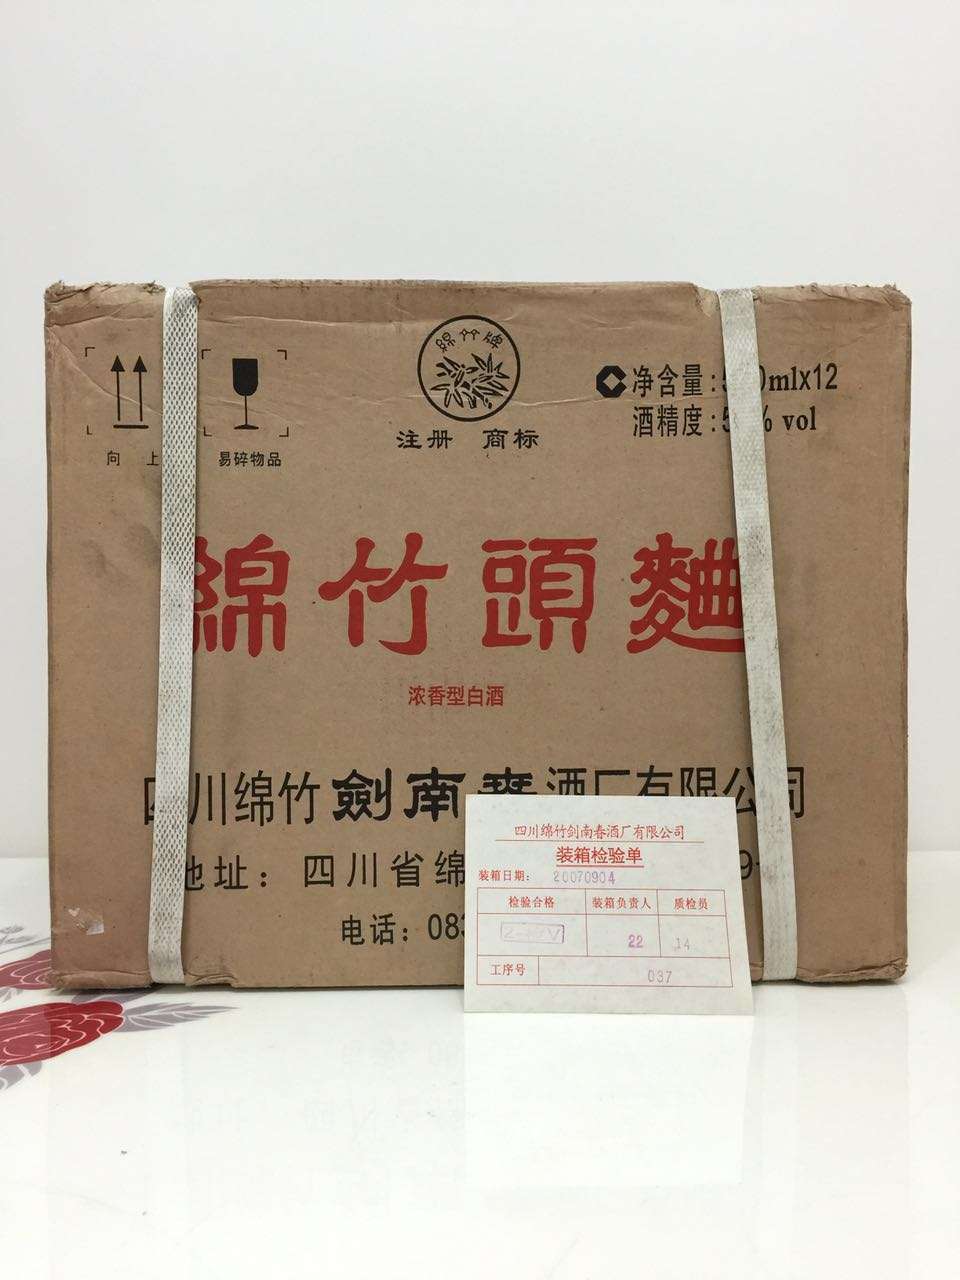 綿竹牌
注册 商标
向 上
易碎物品
净含量:5 0mlx12
酒精度:5 % vol
綿竹頭麯
浓香型白酒
四川绵竹劍南春酒厂有限公司
地址：四川省绵
电话：083
四川绵竹剑南春酒厂有限公司
装箱检验单
装箱日期： 20070904
检验合格 装箱负责人 质检员
22 14
工序号 037